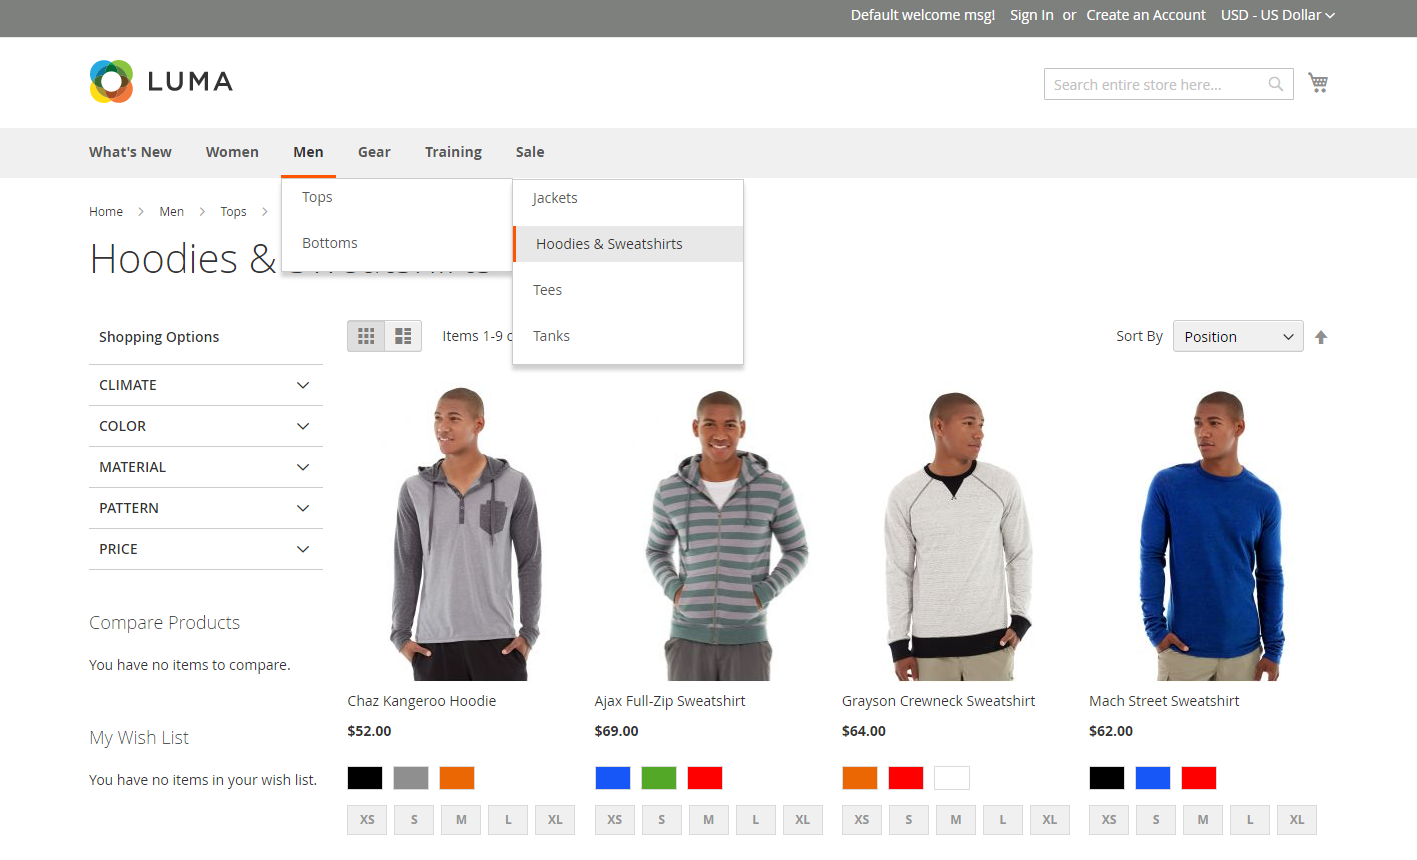 Default welcome msg! Sign In or Create an Account USD - US Dollar
LUMA
Search entire store here...
What's New Women Men Gear Training Sale
Home Men Tops
Tops
Bottoms
Jackets
Hoodies & Sweatshirts
Tees
Tanks
Hoodies &
Shopping Options
CLIMATE
COLOR
MATERIAL
PATTERN
PRICE
Items 1-9
Sort By Position
Compare Products
You have no items to compare.
My Wish List
You have no items in your wish list.
Chaz Kangeroo Hoodie
$52.00
XS S M L XL
Ajax Full-Zip Sweatshirt
$69.00
XS S M L XL
Grayson Crewneck Sweatshirt
$64.00
XS S M L XL
Mach Street Sweatshirt
$62.00
XS S M L XL